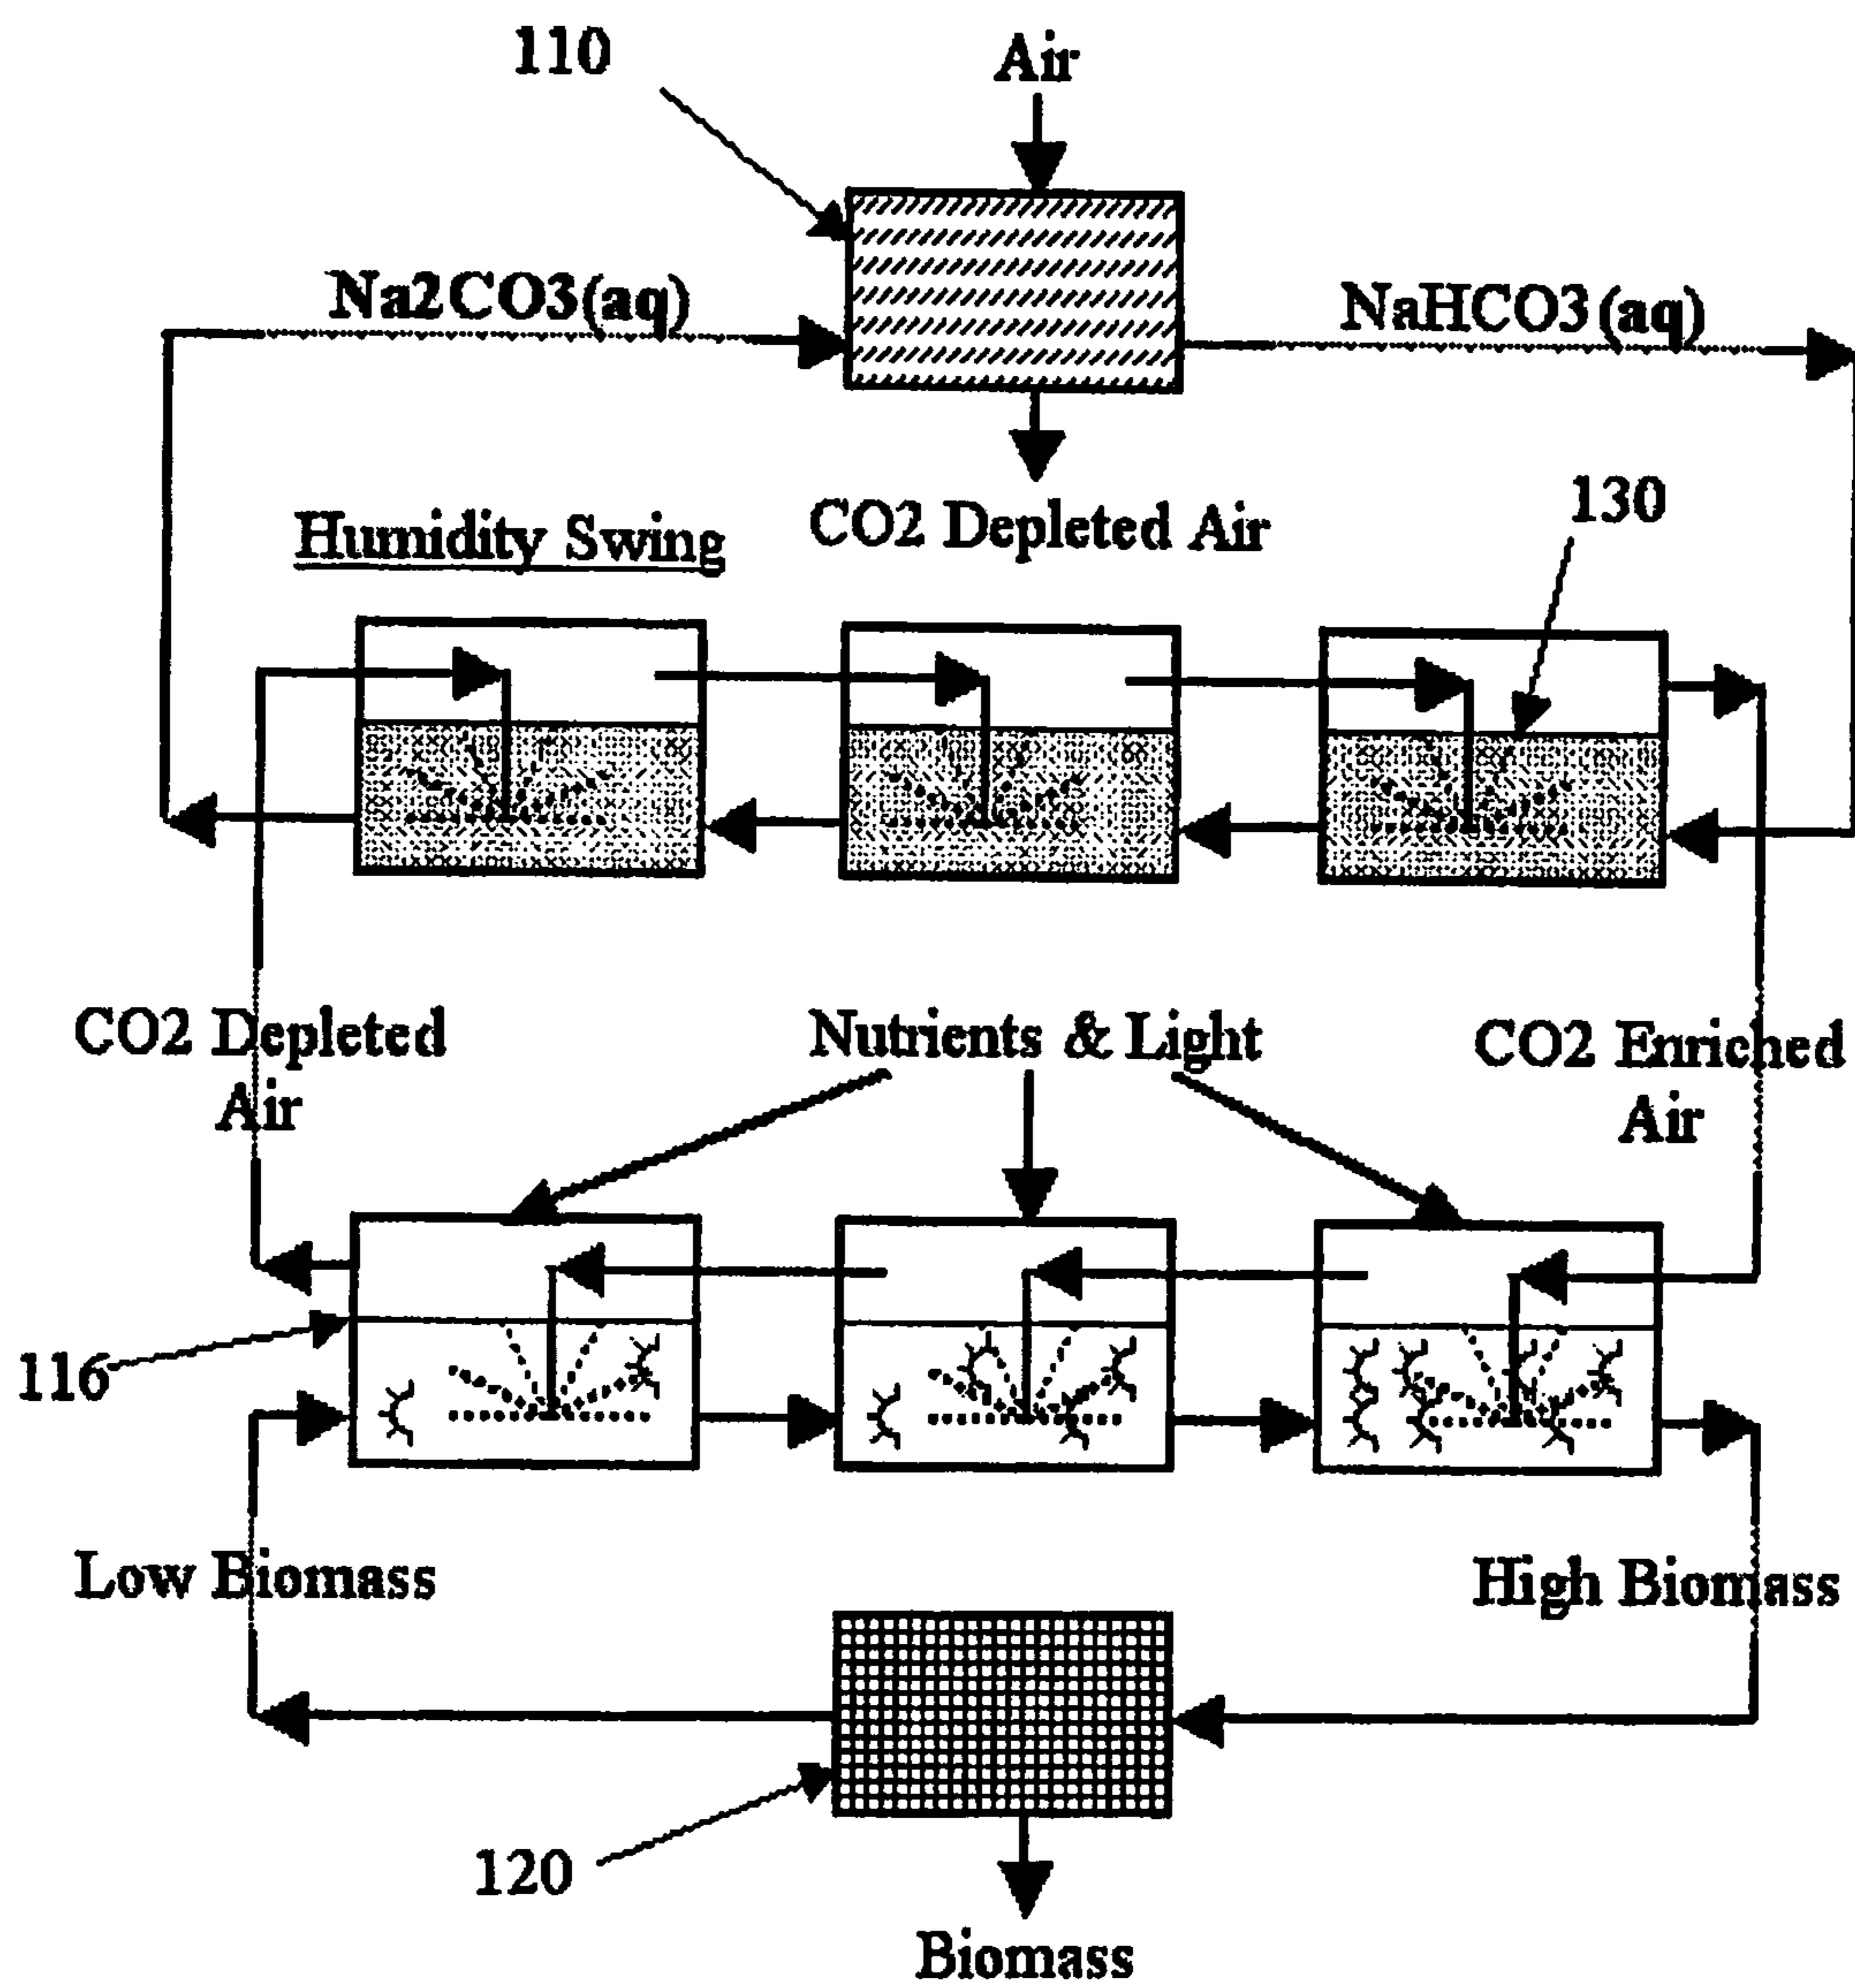 110
Air
Na2CO3(aq)
NaHCO3(aq)
Humidity Swing
CO2 Depleted Air
130
CO2 Depleted
Air
Nutrients & Light
CO2 Enriched
Air
116
Low Biomass
High Biomass
120
Biomass